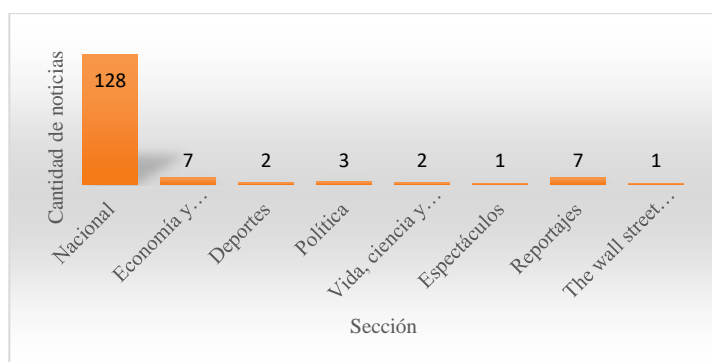 Cantidad de noticias
128
7
2
3
2
1
7
1
Nacional
Economía y…
Deportes
Política
Vida, ciencia y…
Espectáculos
Reportajes
The wall street…
Sección